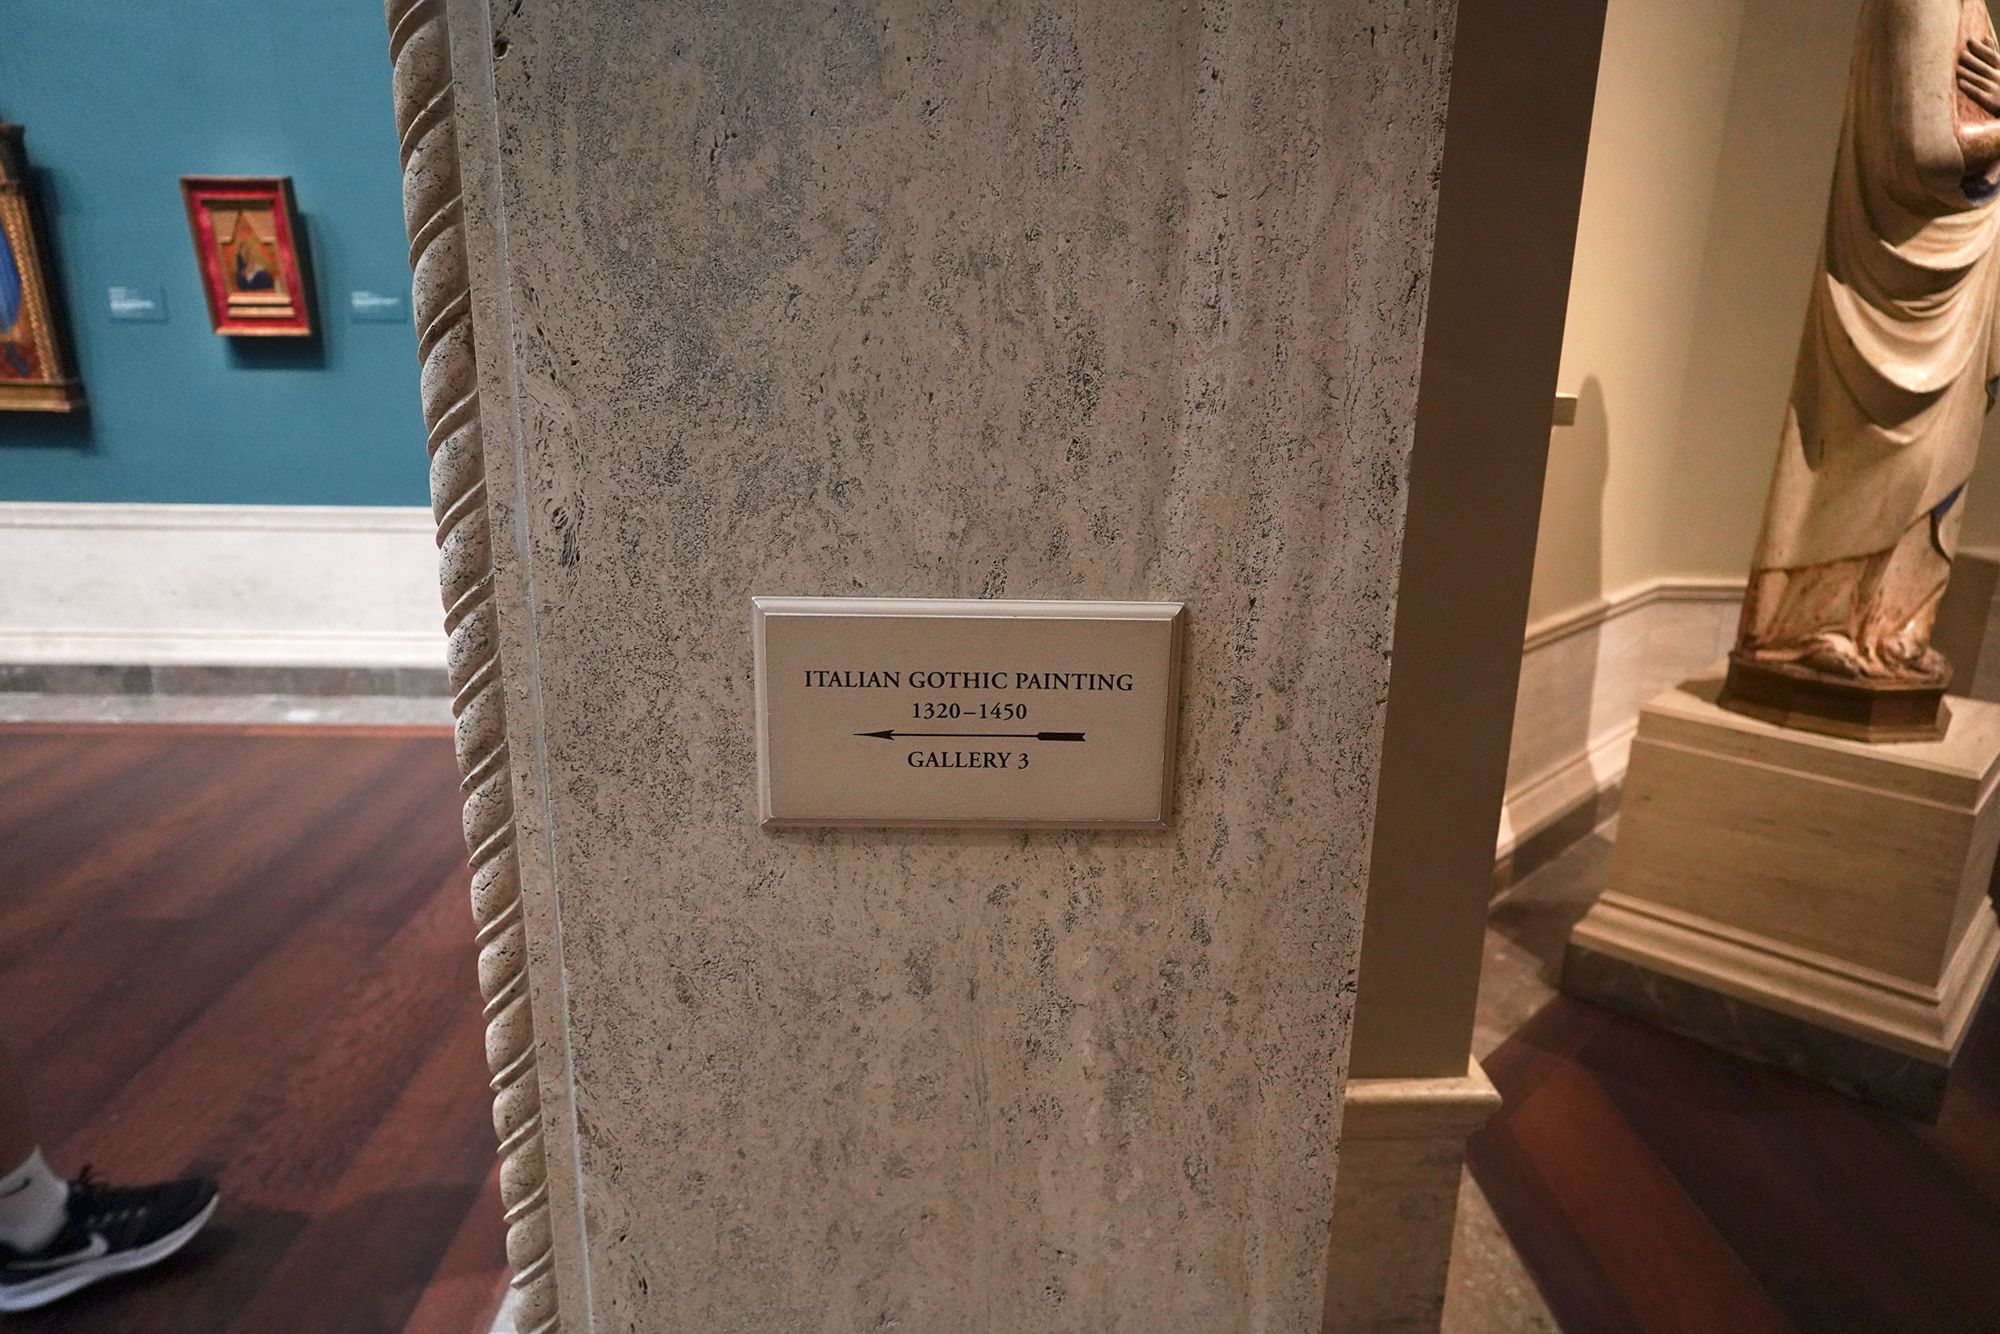 ITALIAN GOTHIC PAINTING
1320–1450
GALLERY 3